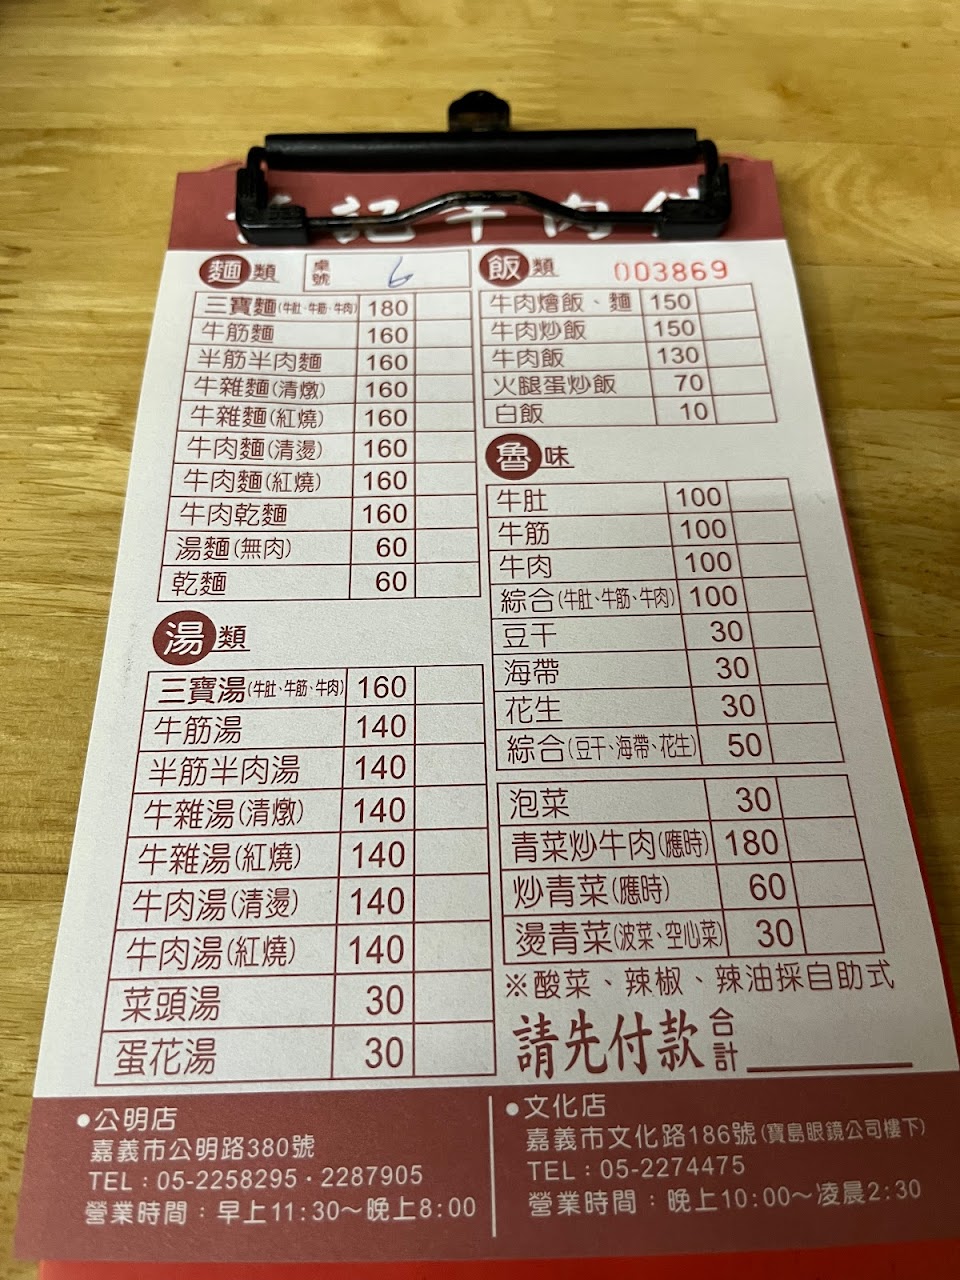 記牛肉
麵類
桌號 6
三寶麵(牛肚、牛筋、牛肉) 180
牛筋麵 160
半筋半肉麵 160
牛雜麵(清燉) 160
牛雜麵(紅燒) 160
牛肉麵(清燙) 160
牛肉麵(紅燒) 160
牛肉乾麵 160
湯麵(無肉) 60
乾麵 60
湯類
三寶湯(牛肚、牛筋、牛肉) 160
牛筋湯 140
半筋半肉湯 140
牛雜湯(清燉) 140
牛雜湯(紅燒) 140
牛肉湯(清燙) 140
牛肉湯(紅燒) 140
菜頭湯 30
蛋花湯 30
飯類 003869
牛肉燴飯、麵 150
牛肉炒飯 150
牛肉飯 130
火腿蛋炒飯 70
白飯 10
魯味
牛肚 100
牛筋 100
牛肉 100
綜合(牛肚、牛筋、牛肉) 100
豆干 30
海帶 30
花生 30
綜合(豆干、海帶、花生) 50
泡菜 30
青菜炒牛肉(應時) 180
炒青菜(應時) 60
燙青菜(波菜、空心菜) 30
※酸菜、辣椒、辣油採自助式
請先付款 合計
●公明店
嘉義市公明路380號
TEL：05-2258295・2287905
營業時間：早上11:30～晚上8:00
●文化店
嘉義市文化路186號(寶島眼鏡公司樓下)
TEL：05-2274475
營業時間：晚上10:00～凌晨2:30